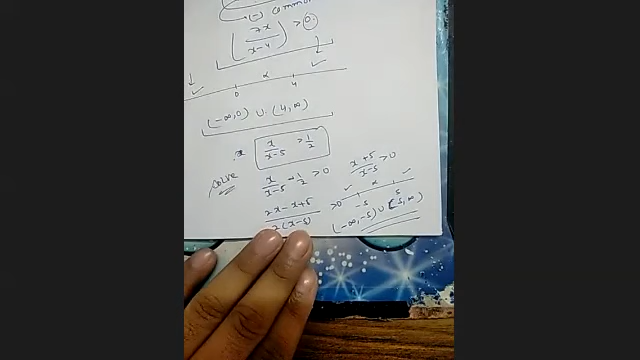 (-) common
(7x/(x-4)) > 0
0 α 4
(-∞,0) ∪ (4,∞)
x/(x-5) > 1/2
Solve
x/(x-5) - 1/2 > 0
(2x-x+5)/(2(x-5)) > 0
(x+5)/(x-5) > 0
-5 α 5
(-∞,-5) ∪ (5,∞)